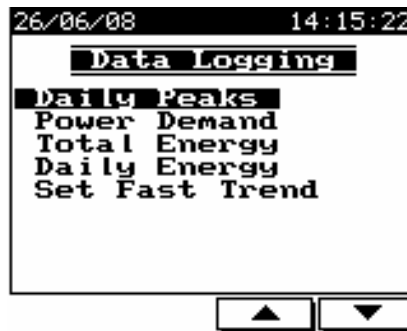 26/06/08 14:15:22
Data Logging
Daily Peaks
Power Demand
Total Energy
Daily Energy
Set Fast Trend